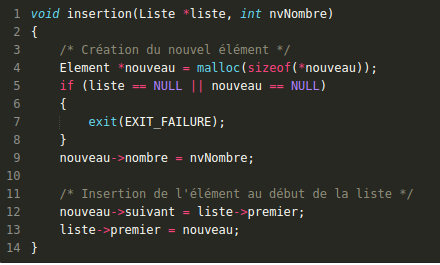 1 void insertion(Liste *liste, int nvNombre)
2 {
3     /* Création du nouvel élément */
4     Element *nouveau = malloc(sizeof(*nouveau));
5     if (liste == NULL || nouveau == NULL)
6     {
7         exit(EXIT_FAILURE);
8     }
9     nouveau->nombre = nvNombre;
10
11     /* Insertion de l'élément au début de la liste */
12     nouveau->suivant = liste->premier;
13     liste->premier = nouveau;
14 }